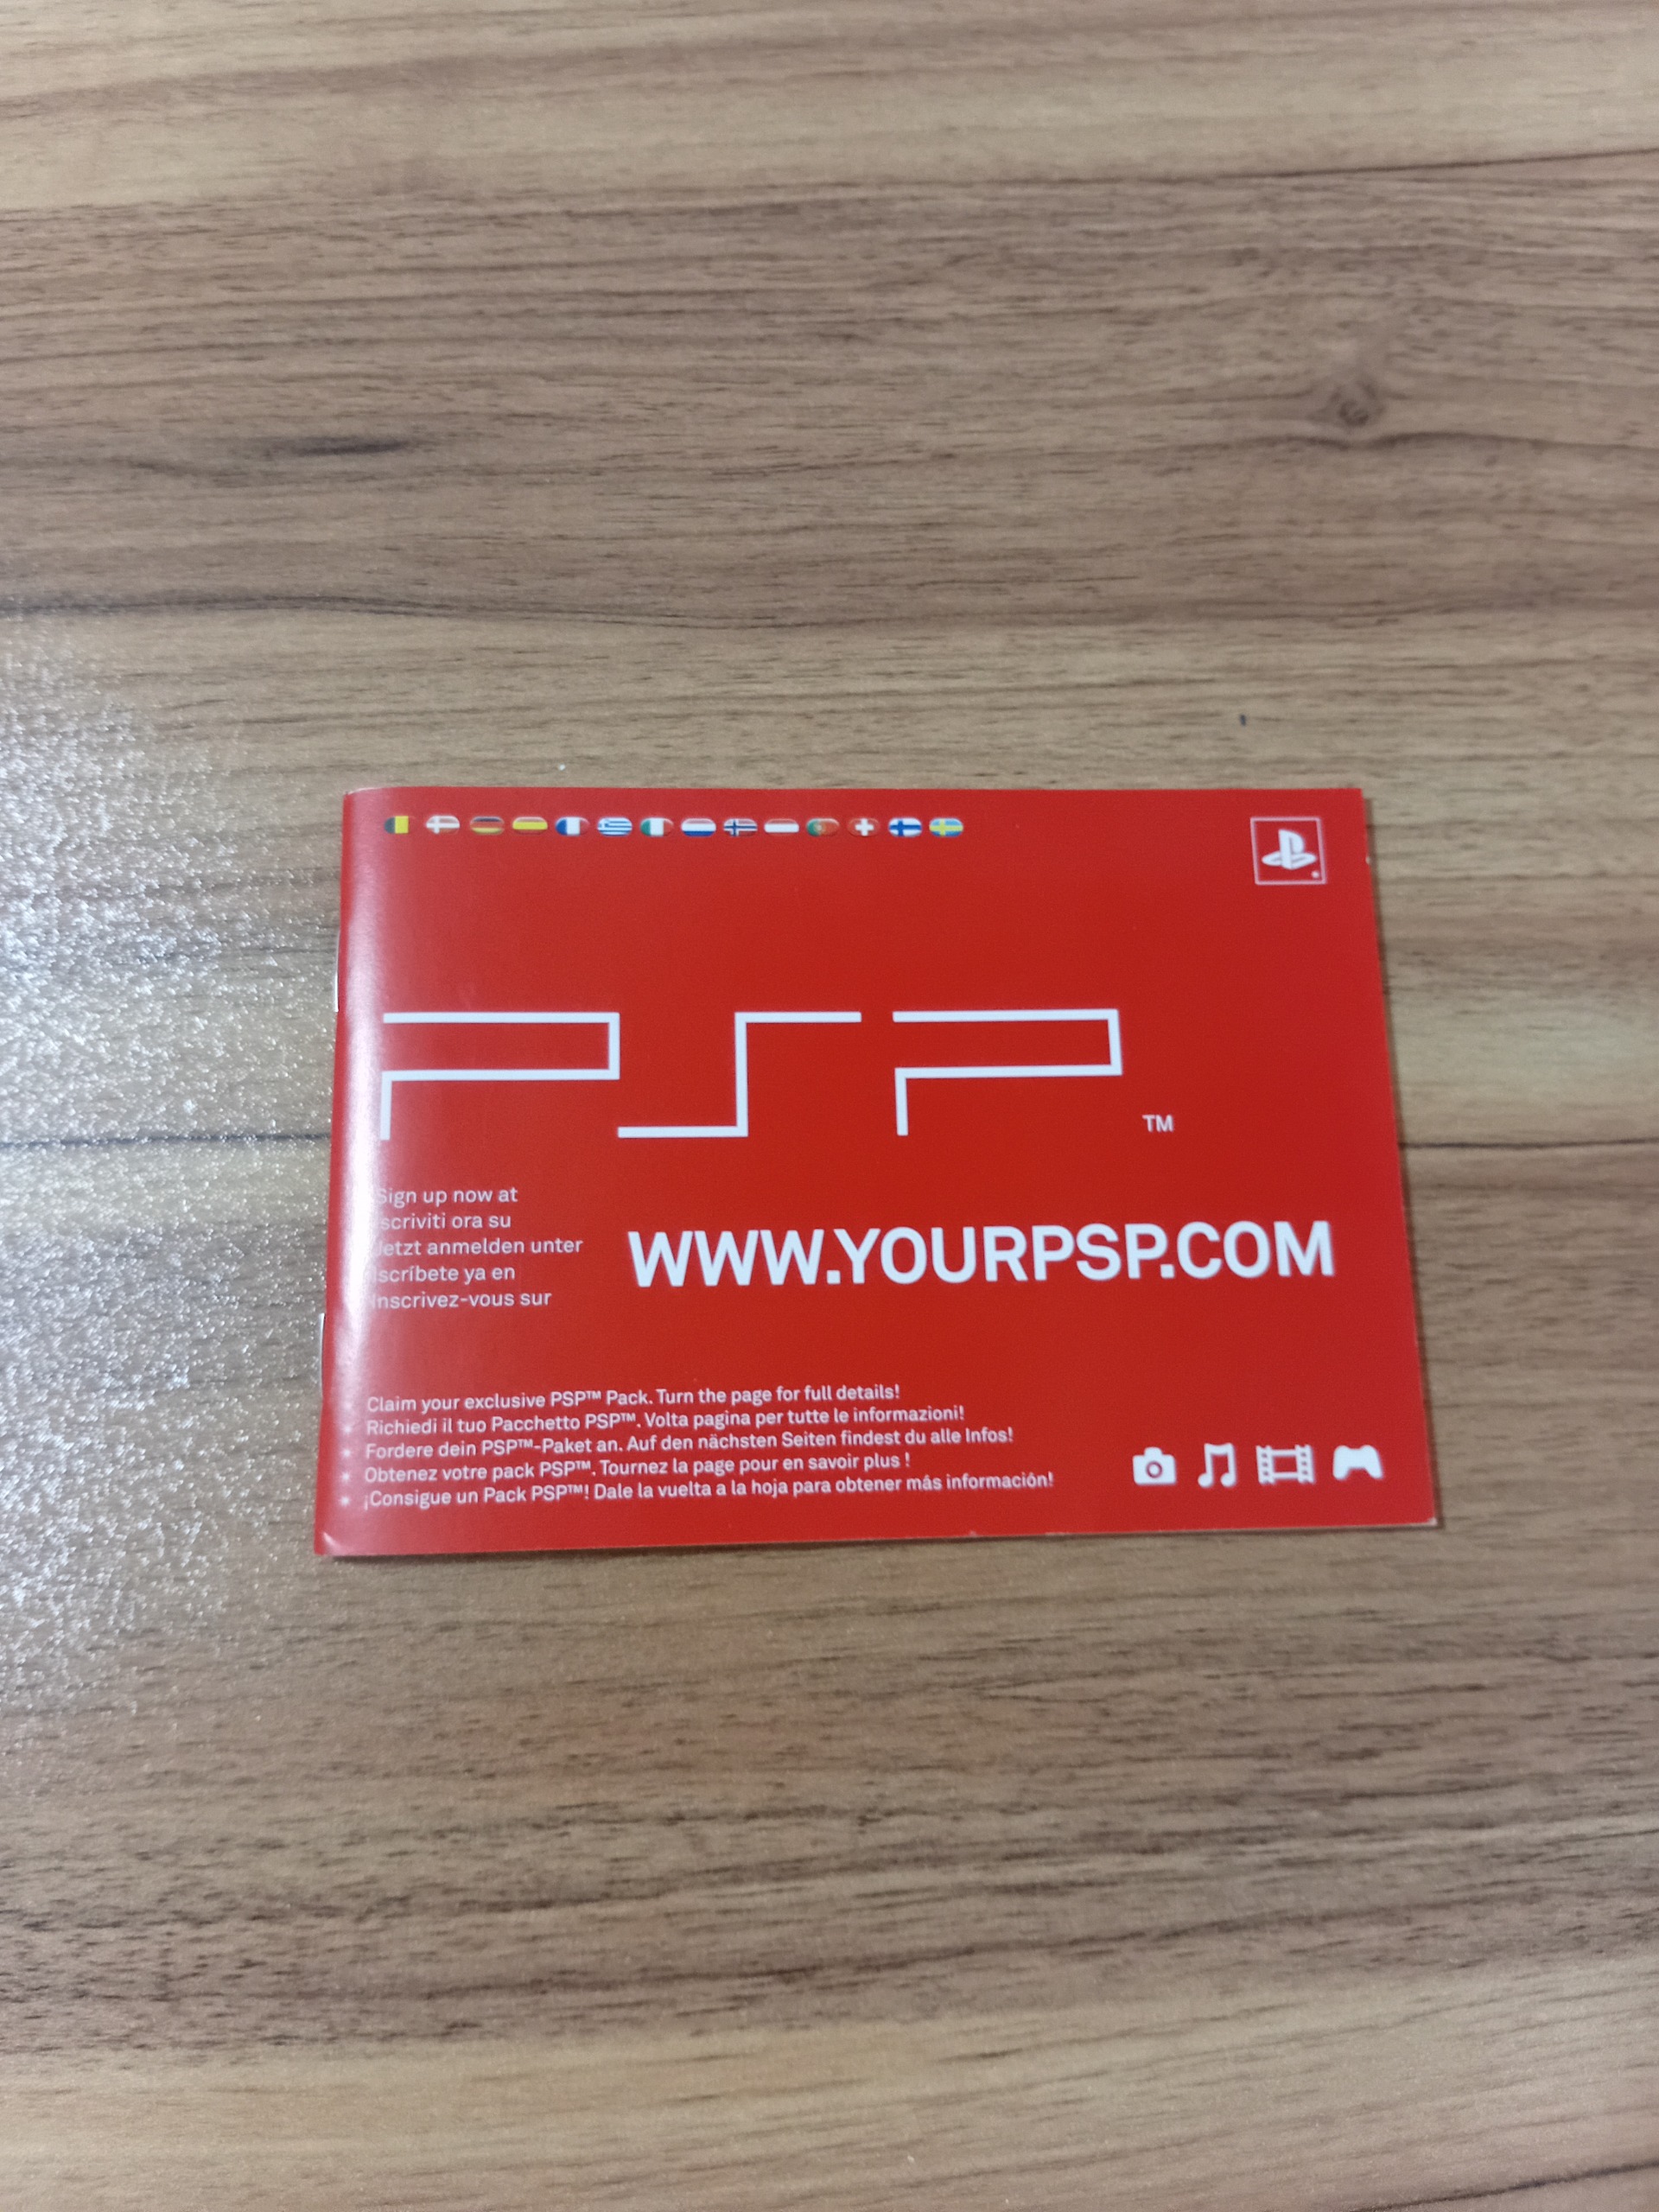 PSP
TM
Sign up now at
Iscriviti ora su
Jetzt anmelden unter
Iscríbete ya en
Inscrivez-vous sur
WWW.YOURPSP.COM
Claim your exclusive PSP™ Pack. Turn the page for full details!
Richiedi il tuo Pacchetto PSP™. Volta pagina per tutte le informazioni!
Fordere dein PSP™-Paket an. Auf den nächsten Seiten findest du alle Infos!
Obtenez votre pack PSP™. Tournez la page pour en savoir plus !
¡Consigue un Pack PSP™! Dale la vuelta a la hoja para obtener más información!